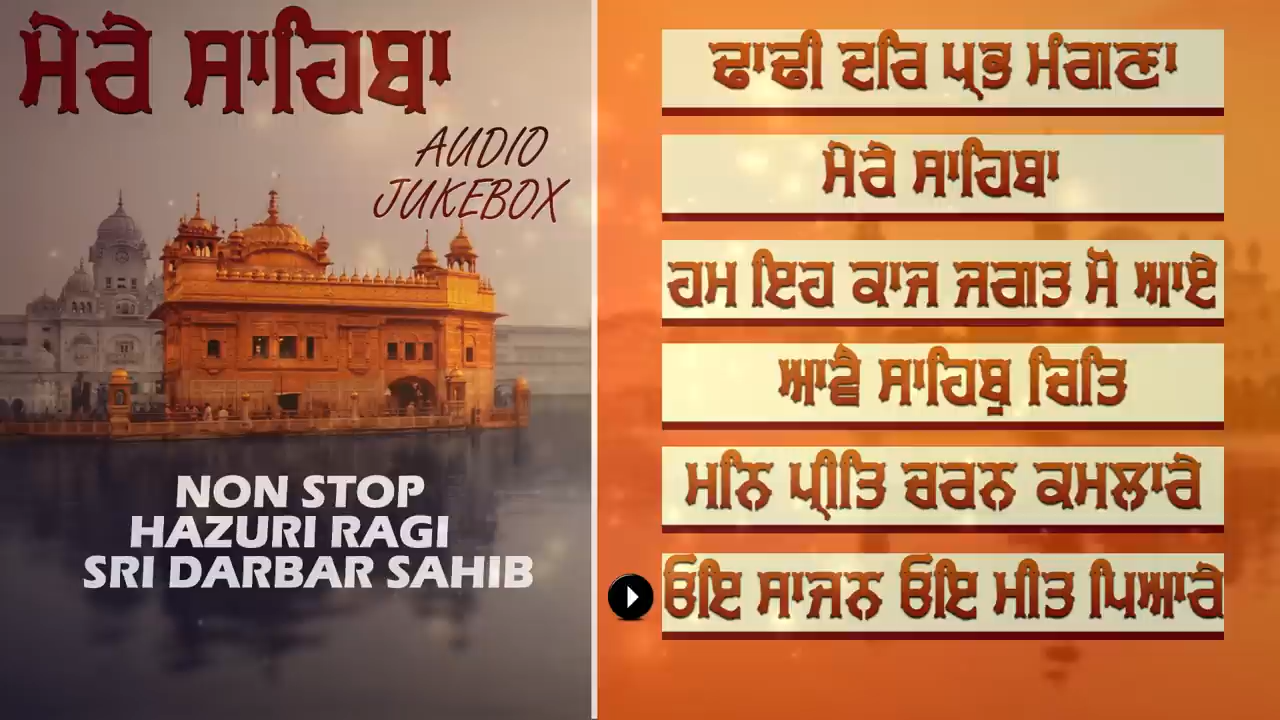 ਮੇਰੇ ਸਾਹਿਬਾ
AUDIO
JUKEBOX
NON STOP
HAZURI RAGI
SRI DARBAR SAHIB
ਢਾਢੀ ਦਰਿ ਪ੍ਰਭ ਮੰਗਣਾ
ਮੇਰੇ ਸਾਹਿਬਾ
ਹਮ ਇਹ ਕਾਜ ਜਗਤ ਮੋ ਆਏ
ਆਵੈ ਸਾਹਿਬੁ ਚਿਤਿ
ਮਨਿ ਪ੍ਰੀਤਿ ਚਰਨ ਕਮਲਾਰੇ
ਓਇ ਸਾਜਨ ਓਇ ਮੀਤ ਪਿਆਰੇ